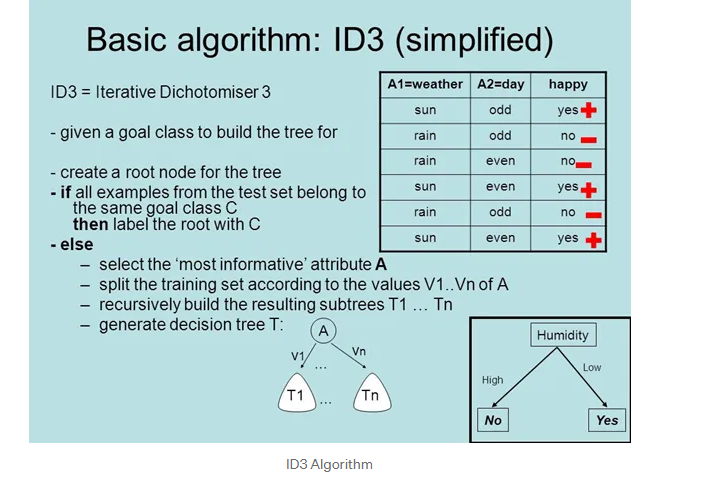 Basic algorithm: ID3 (simplified)
ID3 = Iterative Dichotomiser 3
- given a goal class to build the tree for
- create a root node for the tree
- if all examples from the test set belong to
the same goal class C
then label the root with C
- else
– select the 'most informative' attribute A
– split the training set according to the values V1..Vn of A
– recursively build the resulting subtrees T1 ... Tn
– generate decision tree T:
A1=weather A2=day happy
sun odd yes
rain odd no
rain even no
sun even yes
rain odd no
sun even yes
A
V1 Vn
...
T1 ... Tn
Humidity
High Low
No Yes
ID3 Algorithm